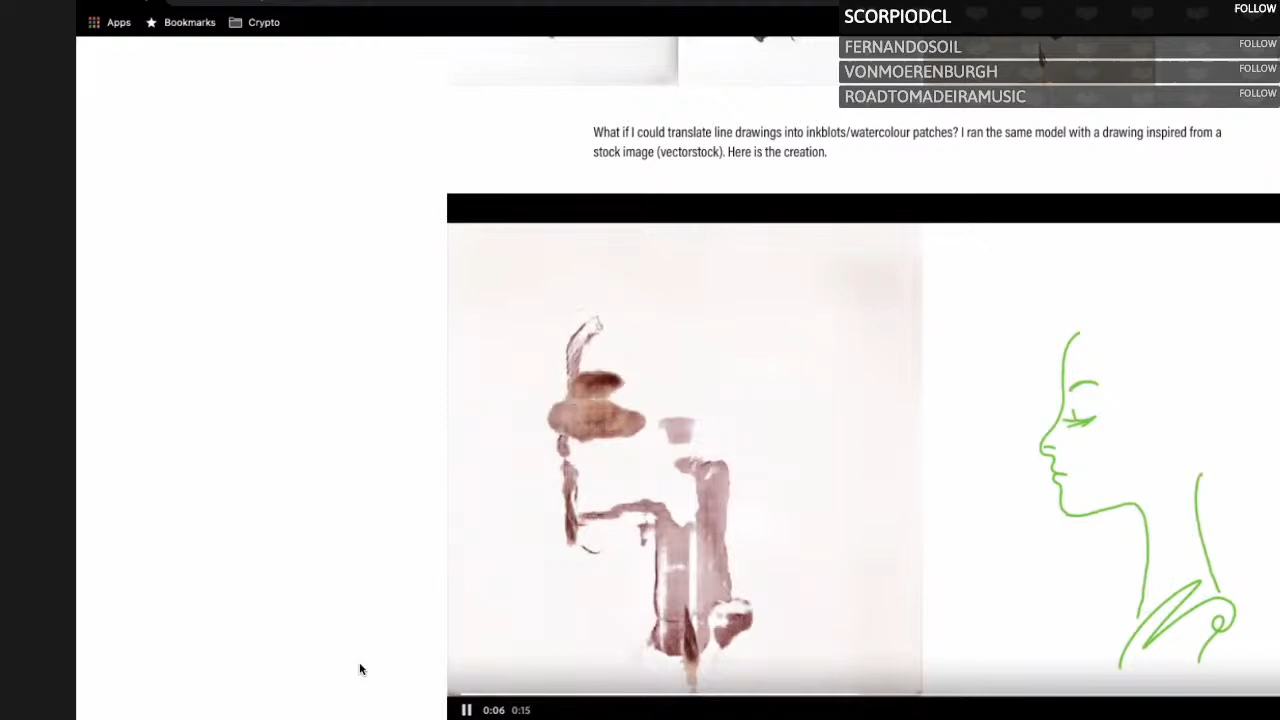 Apps Bookmarks Crypto
SCORPIODCL FOLLOW
FERNANDOSOIL FOLLOW
VONMOERENBURGH FOLLOW
ROADTOMADEIRAMUSIC FOLLOW
What if I could translate line drawings into inkblots/watercolour patches? I ran the same model with a drawing inspired from a
stock image (vectorstock). Here is the creation.
0:06 0:15